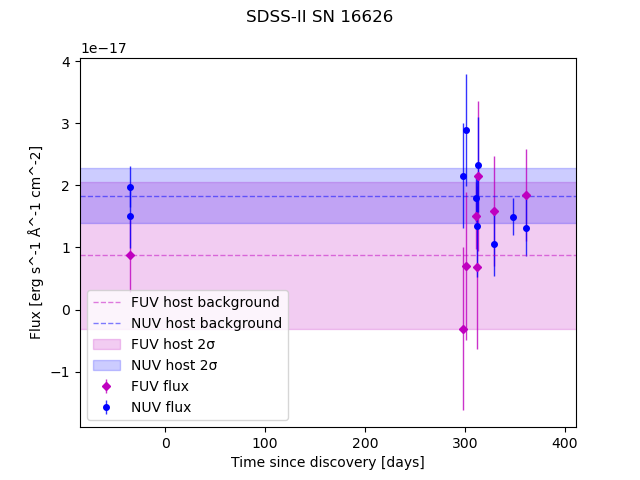 SDSS-II SN 16626
1e−17
4
3
2
1
0
−1
Flux [erg s^-1 Å^-1 cm^-2]
FUV host background
NUV host background
FUV host 2σ
NUV host 2σ
FUV flux
NUV flux
0 100 200 300 400
Time since discovery [days]